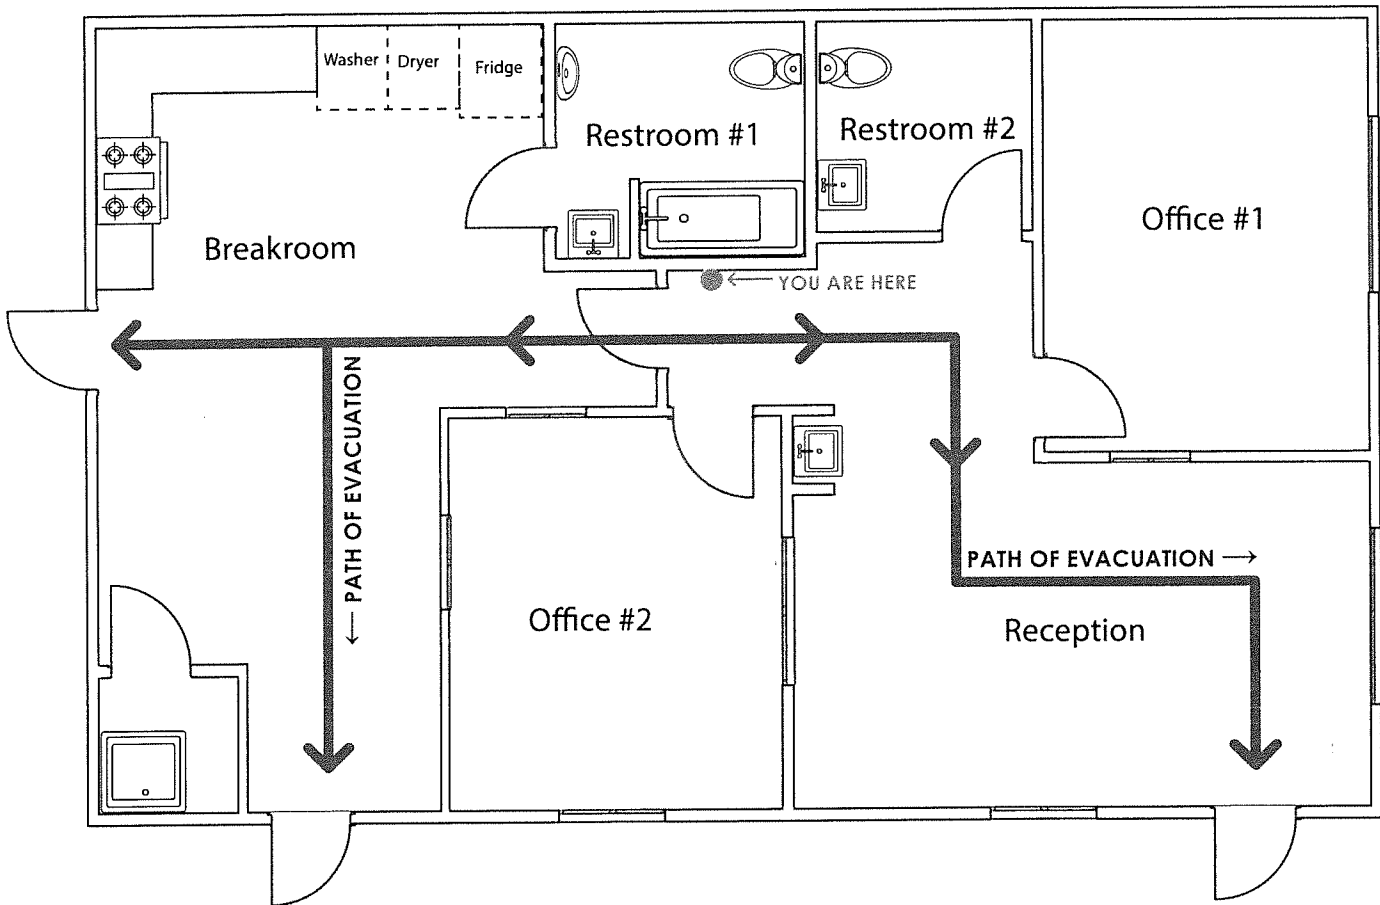 Washer
Dryer
Fridge
Restroom #1
Restroom #2
Office #1
Breakroom
← YOU ARE HERE
← PATH OF EVACUATION
PATH OF EVACUATION →
Office #2
Reception